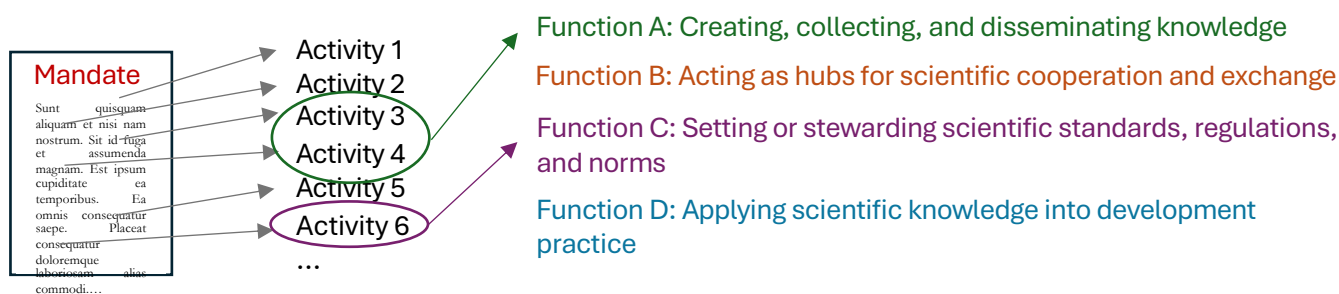 Mandate
Sunt quisquam
aliquam et nisi nam
nostrum. Sit id fuga
et assumenda
magnam. Est ipsum
cupiditate ea
temporibus. Ea
omnis consequatur
saepe. Placeat
consequatur
doloremque
laboriosam alias
commodi.…
Activity 1
Activity 2
Activity 3
Activity 4
Activity 5
Activity 6
...
Function A: Creating, collecting, and disseminating knowledge
Function B: Acting as hubs for scientific cooperation and exchange
Function C: Setting or stewarding scientific standards, regulations,
and norms
Function D: Applying scientific knowledge into development
practice